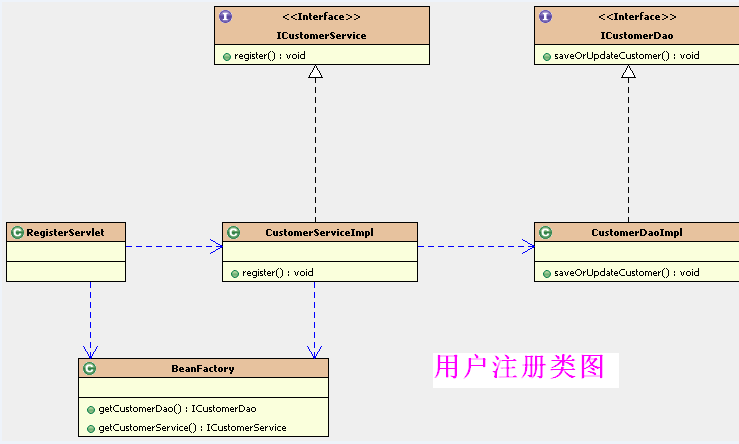 I
<<Interface>>
ICustomerService
register() : void
I
<<Interface>>
ICustomerDao
saveOrUpdateCustomer() : void
C
RegisterServlet
C
CustomerServiceImpl
register() : void
C
CustomerDaoImpl
saveOrUpdateCustomer() : void
C
BeanFactory
getCustomerDao() : ICustomerDao
getCustomerService() : ICustomerService
用户注册类图